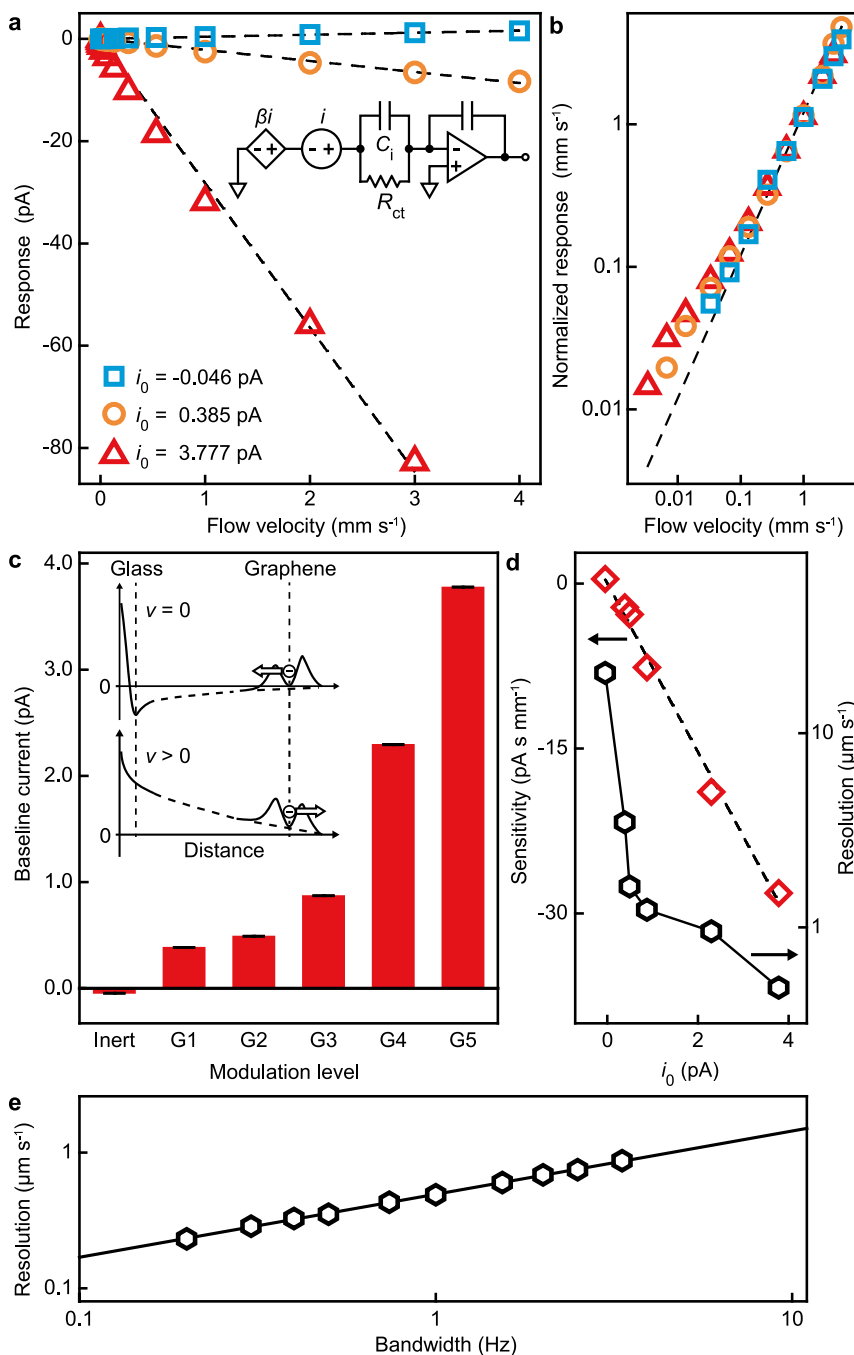 a
Response (pA)
0
-20
-40
-60
-80
βi
i
Cᵢ
R_ct
i₀ = -0.046 pA
i₀ = 0.385 pA
i₀ = 3.777 pA
0 1 2 3 4
Flow velocity (mm s⁻¹)
b
Normalized response (mm s⁻¹)
1
0.1
0.01
0.01 0.1 1
Flow velocity (mm s⁻¹)
c
Baseline current (pA)
4.0
3.0
2.0
1.0
0.0
Glass Graphene
v = 0
0
v > 0
0
Distance
Inert G1 G2 G3 G4 G5
Modulation level
d
Sensitivity (pA s mm⁻¹)
0
-15
-30
Resolution (μm s⁻¹)
10
1
0 2 4
i₀ (pA)
e
Resolution (μm s⁻¹)
1
0.1
0.1 1 10
Bandwidth (Hz)